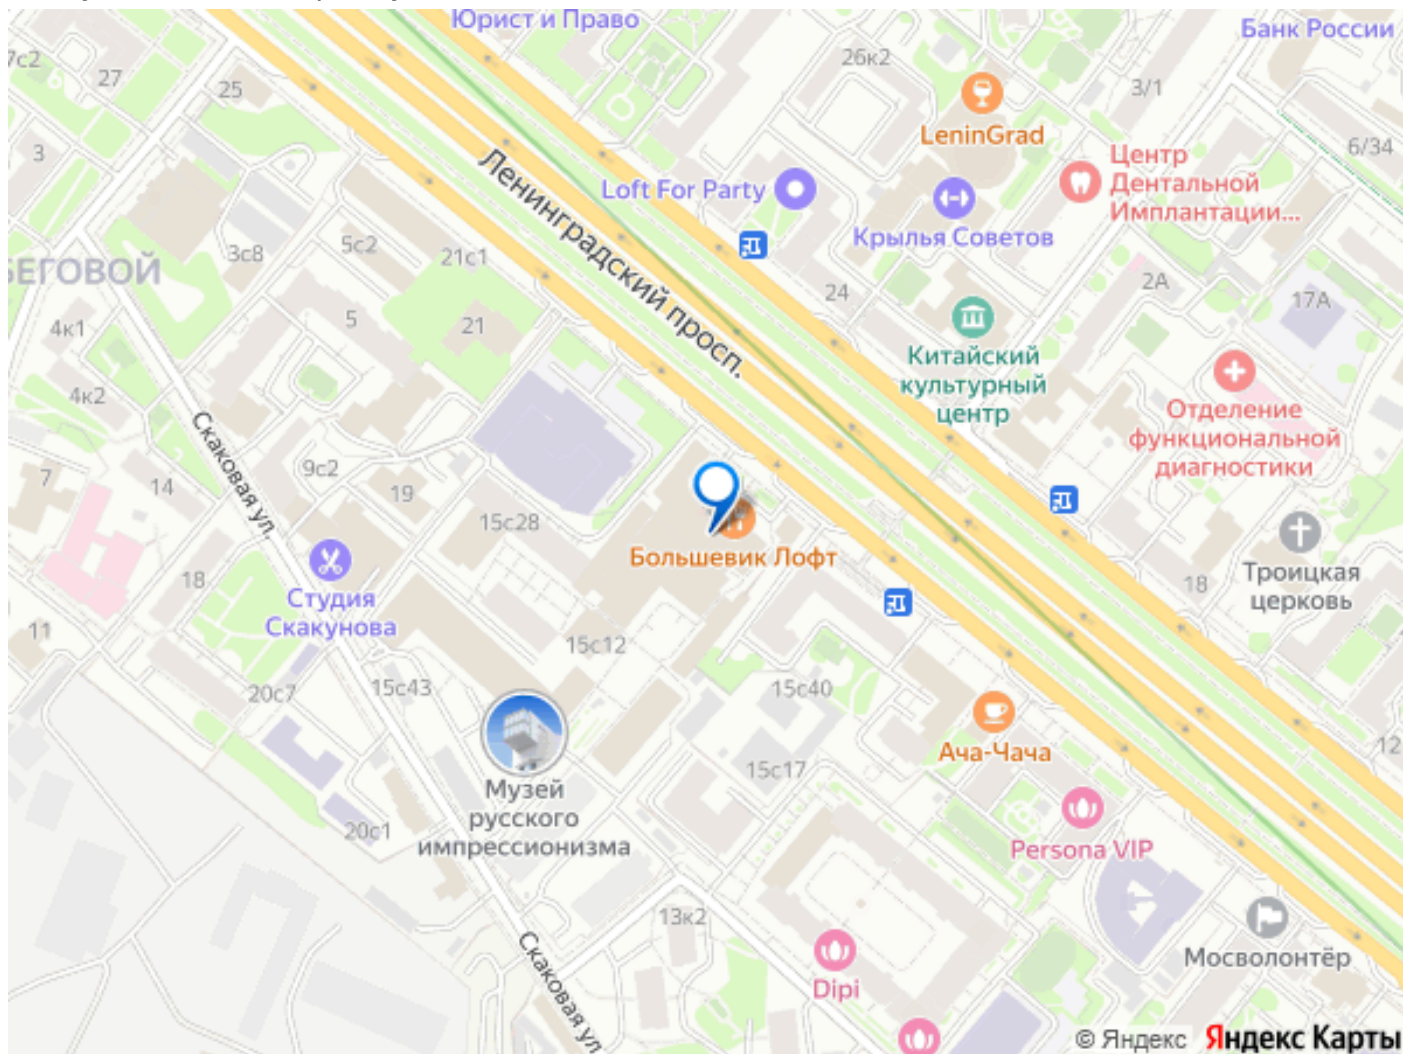 Юрист и Право
Банк России
7с2
27
25
26к2
3/1
LeninGrad
3
6/34
Центр
Дентальной
Имплантации...
Loft For Party
Ленинградский просп.
Крылья Советов
3с8
5с2
21с1
БЕГОВОЙ
2А
24
17А
4к1
5
21
Китайский
культурный
центр
4к2
Отделение
функциональной
диагностики
Скаковая ул.
7
14
9с2
19
15с28
Большевик Лофт
18
Студия
Скакунова
18
Троицкая
церковь
11
15с12
20с7
15с43
15с40
Ача-Чача
12
15с17
Музей
русского
импрессионизма
20с1
Persona VIP
13к2
Мосволонтёр
Скаковая ул
Dipi
© Яндекс Яндекс Карты